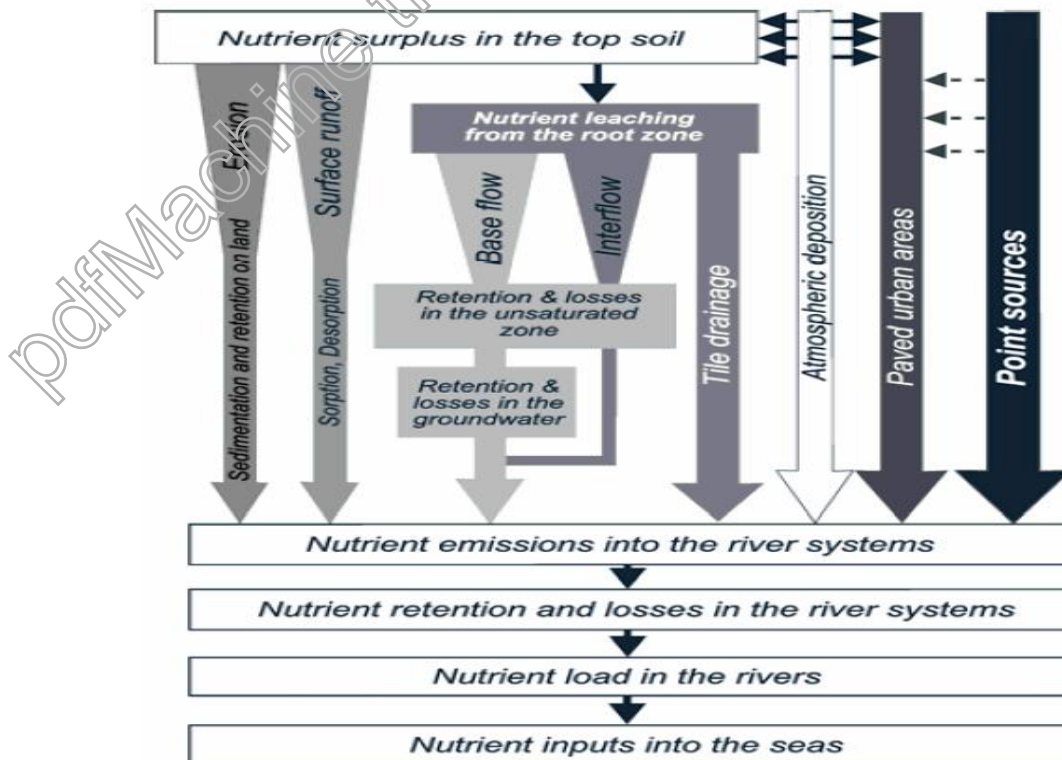 Nutrient surplus in the top soil
Erosion
Sedimentation and retention on land
Surface runoff
Sorption, Desorption
Nutrient leaching
from the root zone
Base flow
Interflow
Retention & losses
in the unsaturated
zone
Retention &
losses in the
groundwater
Tile drainage
Atmospheric deposition
Paved urban areas
Point sources
Nutrient emissions into the river systems
Nutrient retention and losses in the river systems
Nutrient load in the rivers
Nutrient inputs into the seas
pdfMachine